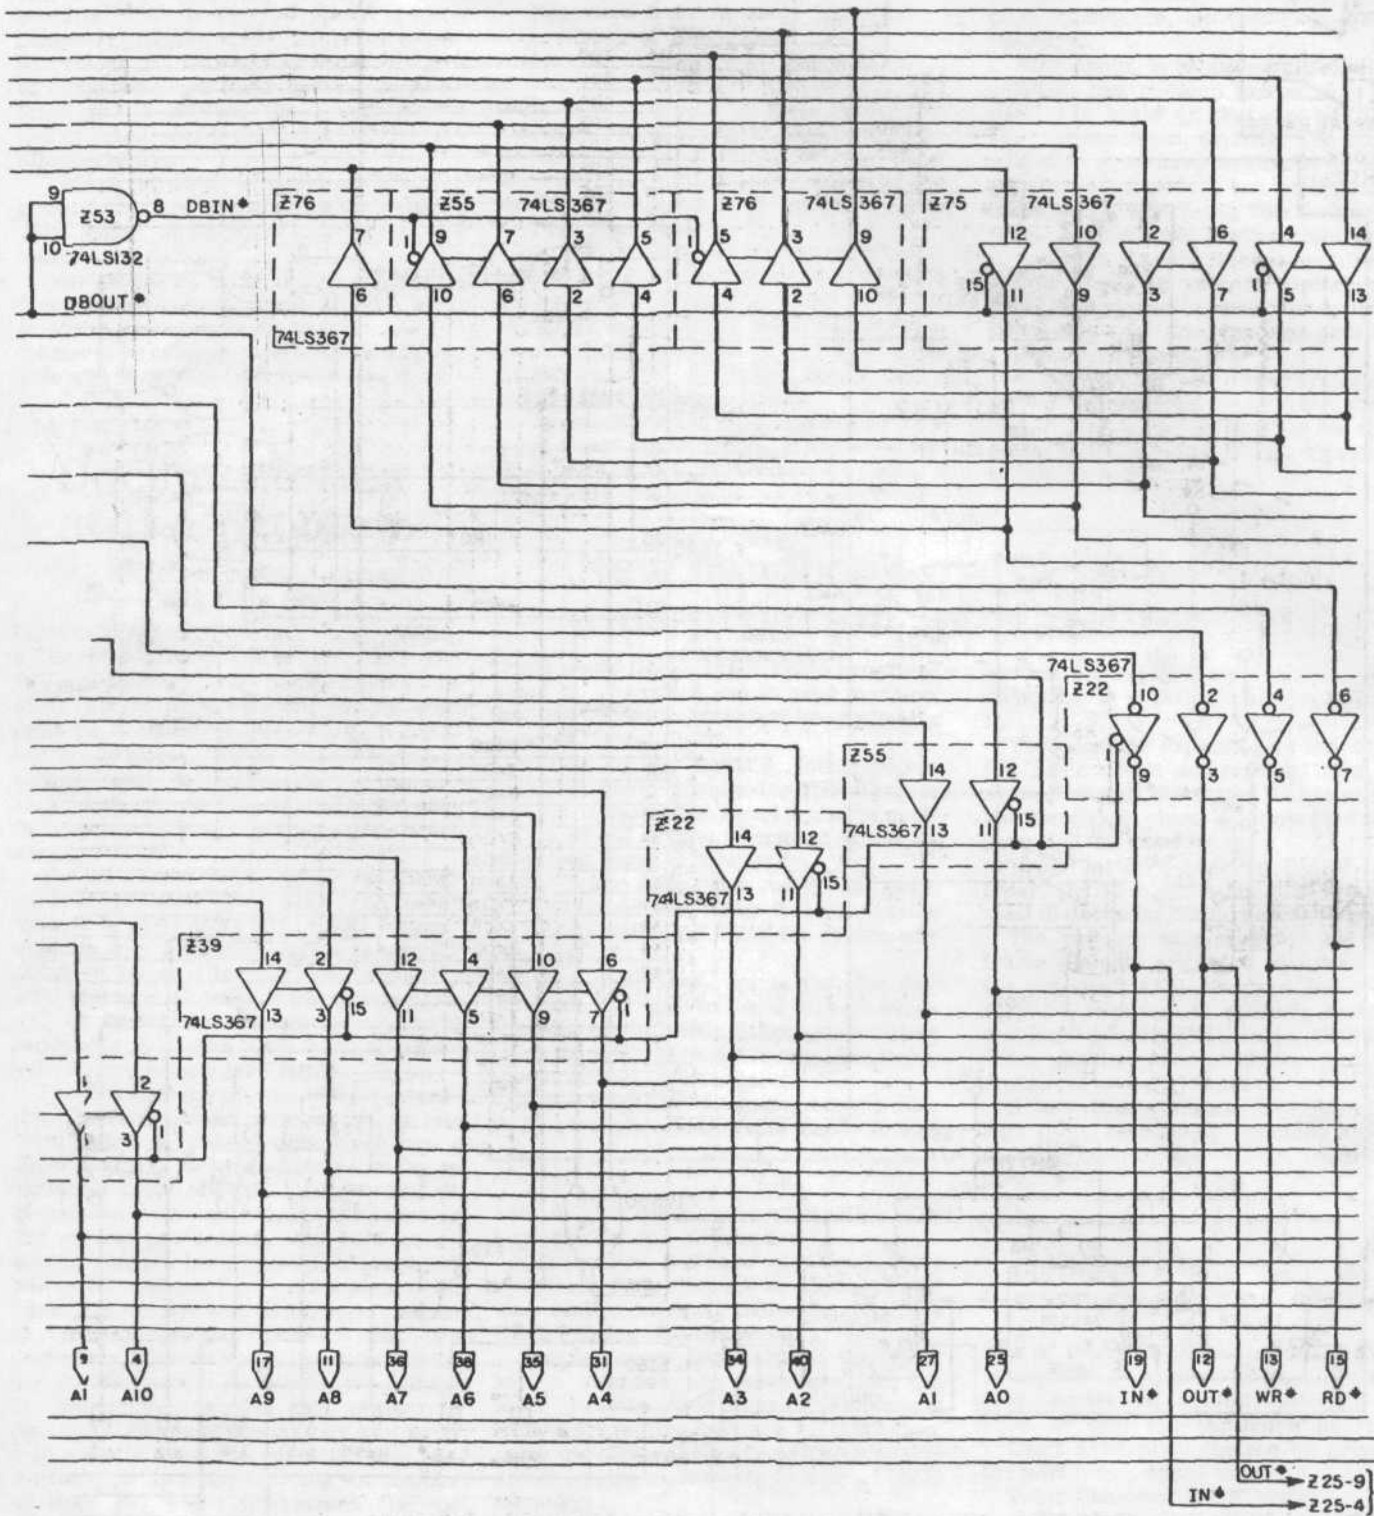 9 8 DBIN* Z76 Z55 74LS367 Z76 74LS367 Z75 74LS367
Z53
10
74LS132
7 1 9 7 3 5 1 5 3 9 12 10 2 6 4 14
6 10 6 2 4 4 2 10 15 11 9 3 7 1 5 13
DBOUT*
74LS367
74LS367
Z22 10 2 4 6
1 9 3 5 7
Z55
14 12
74LS367 13 11 15
Z22
14 12
74LS367 13 11 15
Z39
14 2 12 4 10 6
74LS367 13 3 15 11 5 9 7 1
2
3 1
9 4 17 11 36 38 35 31 34 40 27 25 19 12 13 15
A1 A10 A9 A8 A7 A6 A5 A4 A3 A2 A1 A0 IN* OUT* WR* RD*
OUT* Z25-9
IN* Z25-4